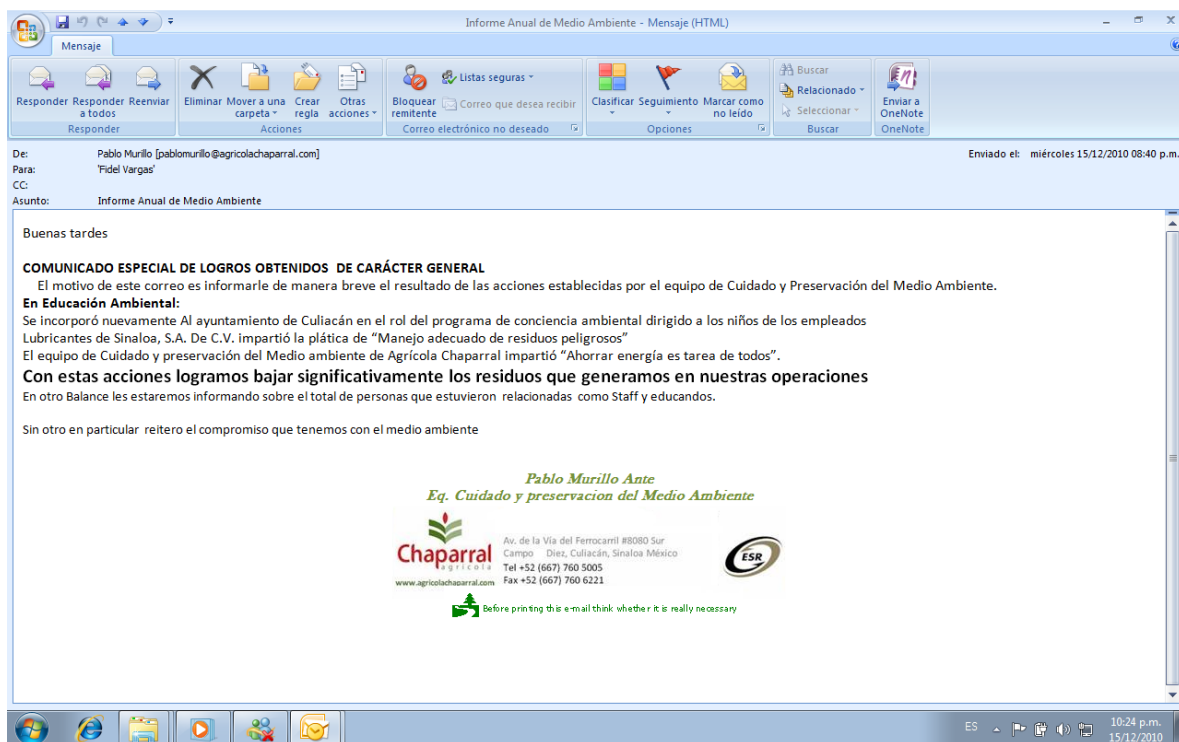 Informe Anual de Medio Ambiente - Mensaje (HTML)
Mensaje
Responder Responder a todos Reenviar Eliminar Mover a una carpeta Crear regla Otras acciones Bloquear remitente Listas seguras Correo que desea recibir Clasificar Seguimiento Marcar como no leído Buscar Relacionado Seleccionar Enviar a OneNote
Responder Acciones Correo electrónico no deseado Opciones Buscar OneNote
De: Pablo Murillo [pablomurillo@agricolachaparral.com] Enviado el: miércoles 15/12/2010 08:40 p.m.
Para: 'Fidel Vargas'
CC:
Asunto: Informe Anual de Medio Ambiente
Buenas tardes
COMUNICADO ESPECIAL DE LOGROS OBTENIDOS DE CARÁCTER GENERAL
El motivo de este correo es informarle de manera breve el resultado de las acciones establecidas por el equipo de Cuidado y Preservación del Medio Ambiente.
En Educación Ambiental:
Se incorporó nuevamente Al ayuntamiento de Culiacán en el rol del programa de conciencia ambiental dirigido a los niños de los empleados
Lubricantes de Sinaloa, S.A. De C.V. impartió la plática de “Manejo adecuado de residuos peligrosos”
El equipo de Cuidado y preservación del Medio ambiente de Agrícola Chaparral impartió “Ahorrar energía es tarea de todos”.
Con estas acciones logramos bajar significativamente los residuos que generamos en nuestras operaciones
En otro Balance les estaremos informando sobre el total de personas que estuvieron relacionadas como Staff y educandos.
Sin otro en particular reitero el compromiso que tenemos con el medio ambiente
Pablo Murillo Ante
Eq. Cuidado y preservacion del Medio Ambiente
Chaparral
agrícola
www.agricolachaparral.com
Av. de la Vía del Ferrocarril #8080 Sur
Campo Diez, Culiacán, Sinaloa México
Tel +52 (667) 760 5005
Fax +52 (667) 760 6221
ESR
Before printing this e-mail think whether it is really necessary
ES 10:24 p.m.
15/12/2010